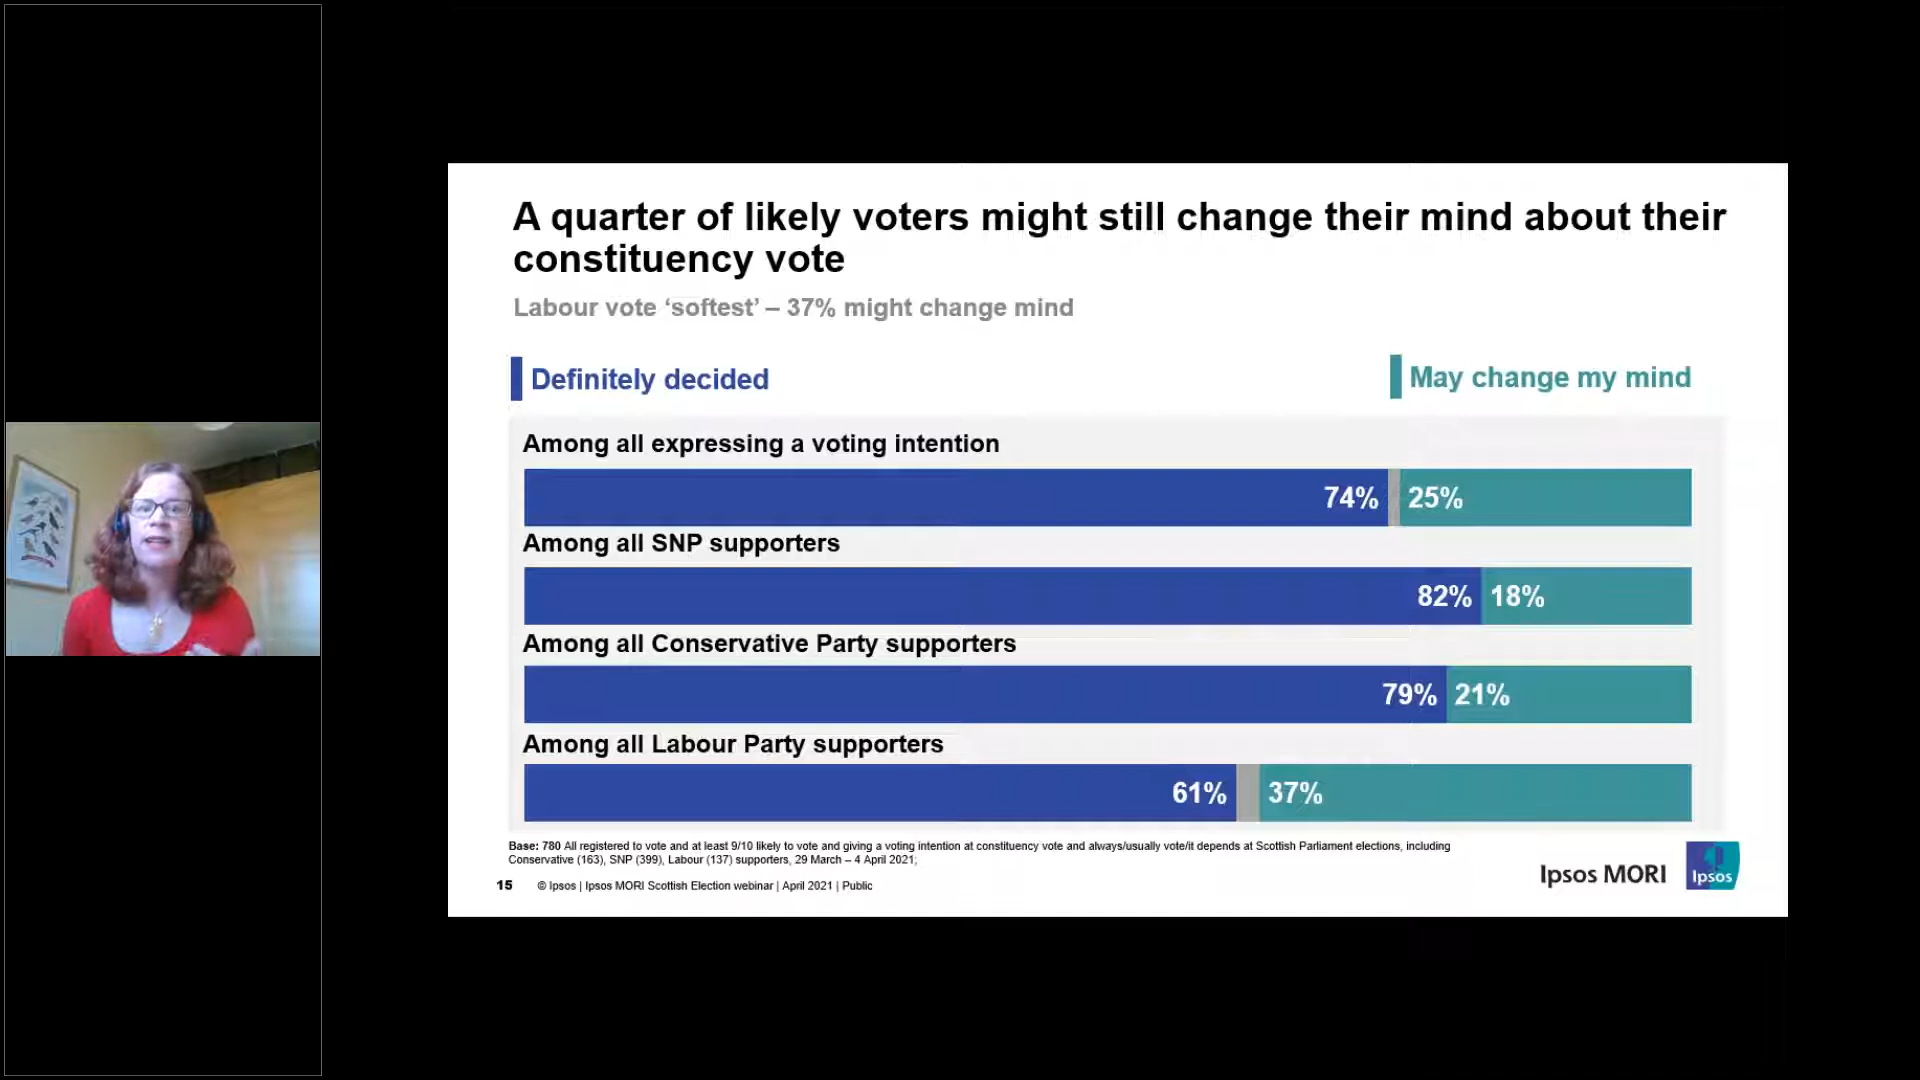 A quarter of likely voters might still change their mind about their
constituency vote
Labour vote ‘softest’ – 37% might change mind
Definitely decided
May change my mind
Among all expressing a voting intention
74% 25%
Among all SNP supporters
82% 18%
Among all Conservative Party supporters
79% 21%
Among all Labour Party supporters
61% 37%
Base: 780 All registered to vote and at least 9/10 likely to vote and giving a voting intention at constituency vote and always/usually vote/it depends at Scottish Parliament elections, including
Conservative (163), SNP (399), Labour (137) supporters, 29 March – 4 April 2021;
15 © Ipsos | Ipsos MORI Scottish Election webinar | April 2021 | Public
Ipsos MORI
Ipsos